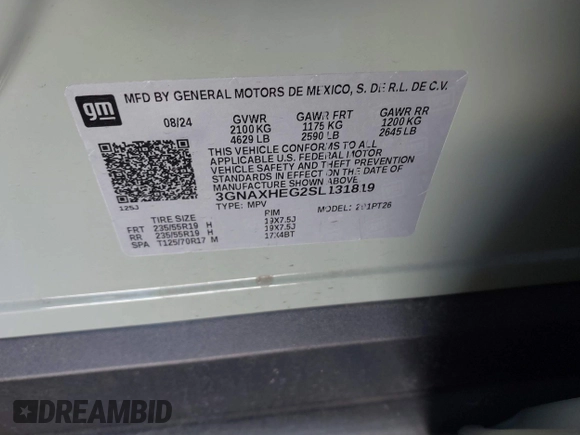 gm
MFD BY GENERAL MOTORS DE MEXICO, S. DE R.L. DE C.V.
08/24 GVWR GAWR FRT GAWR RR
2100 KG 1175 KG 1200 KG
4629 LB 2590 LB 2645 LB
THIS VEHICLE CONFORMS TO ALL
APPLICABLE U.S. FEDERAL MOTOR
VEHICLE SAFETY AND THEFT PREVENTION
STANDARDS IN EFFECT ON THE DATE OF
MANUFACTURE SHOWN ABOVE.
3GNAXHEG2SL131819
125J TYPE: MPV MODEL:
TIRE SIZE RIM
FRT 235/55R19 H 19X7.5J
RR 235/55R19 H 19X7.5J
SPA T125/70R17 M 17X4BT
DREAMBID